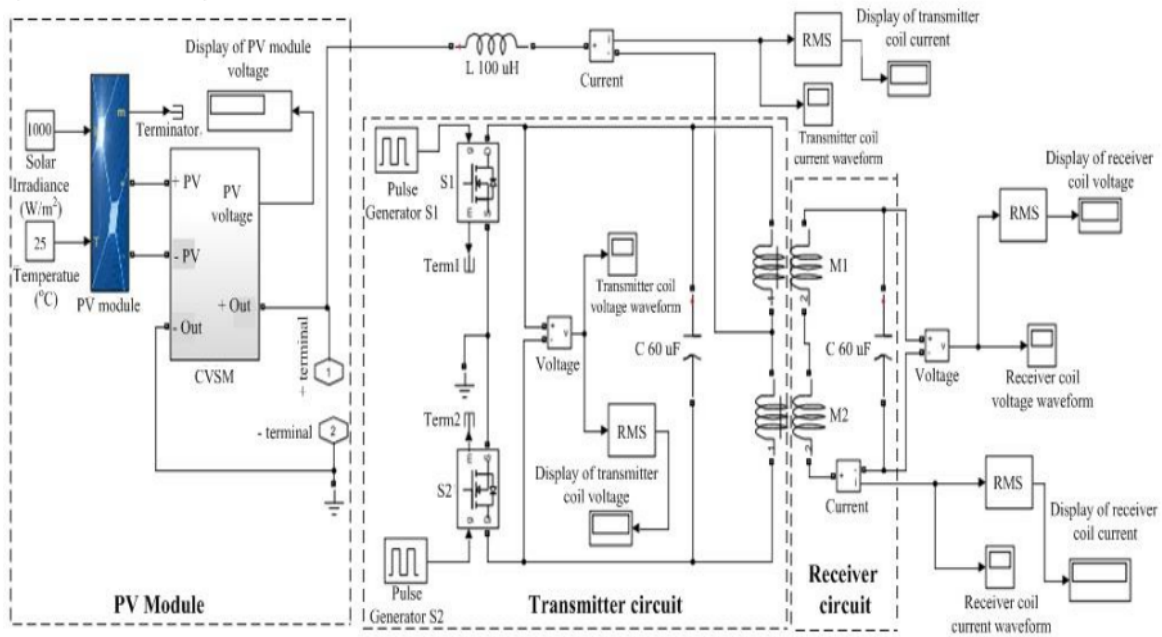 Display of PV module
voltage
1000
Solar
Irradiance
(W/m²)
25
Temperatue
(°C)
T
m
PV module
Terminator
+ PV
- PV
PV
voltage
+ Out
- Out
CVSM
+ terminal
1
- terminal
2
PV Module
L 100 uH
+
i
-
Current
RMS
Display of transmitter
coil current
Transmitter coil
current waveform
Pulse
Generator S1
S1
Term1
Term2
S2
Pulse
Generator S2
+
-
v
Voltage
Transmitter coil
voltage waveform
RMS
Display of transmitter
coil voltage
C 60 uF
1
1
Transmitter circuit
M1
2
M2
2
C 60 uF
+
-
i
Current
Receiver
circuit
+
-
v
Voltage
RMS
Display of receiver
coil voltage
Receiver coil
voltage waveform
RMS
Display of receiver
coil current
Receiver coil
current waveform